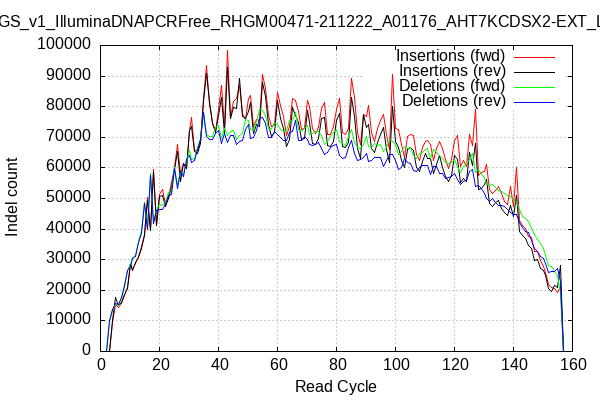 GS_v1_IlluminaDNAPCRFree_RHGM00471-211222_A01176_AHT7KCDSX2-EXT_L
Insertions (fwd)
Insertions (rev)
Deletions (fwd)
Deletions (rev)
100000
90000
80000
70000
60000
50000
40000
30000
20000
10000
0
Indel count
0 20 40 60 80 100 120 140 160
Read Cycle